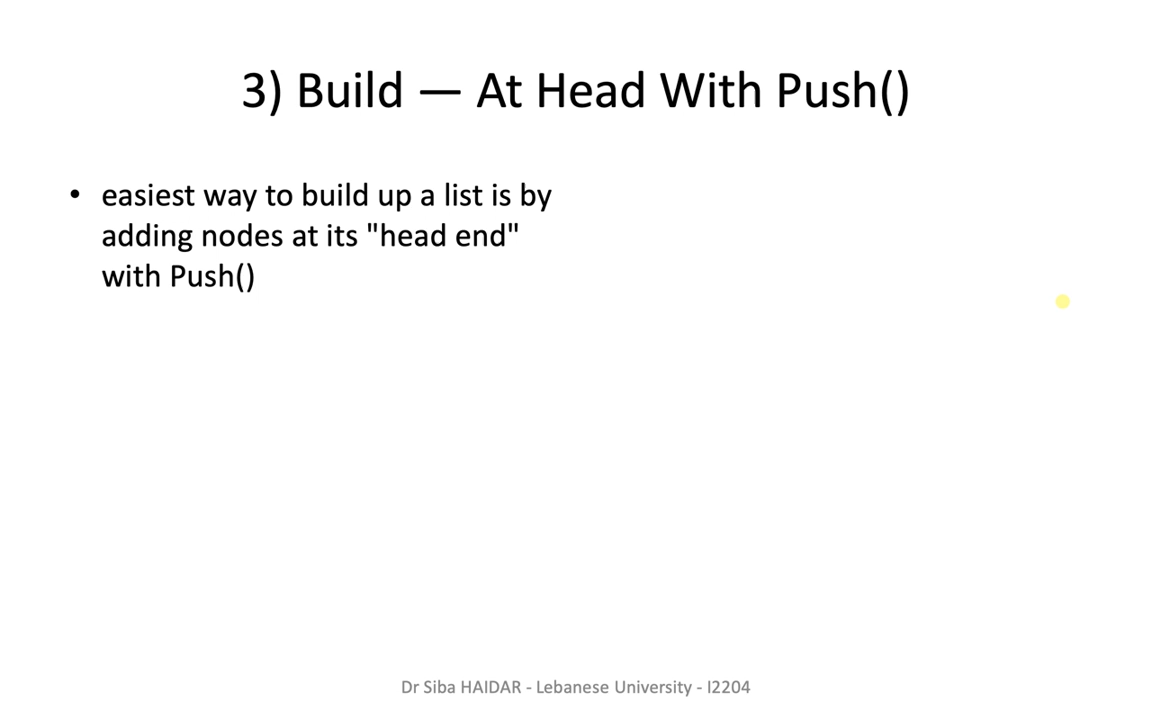 3) Build — At Head With Push()
• easiest way to build up a list is by
adding nodes at its "head end"
with Push()
Dr Siba HAIDAR - Lebanese University - I2204